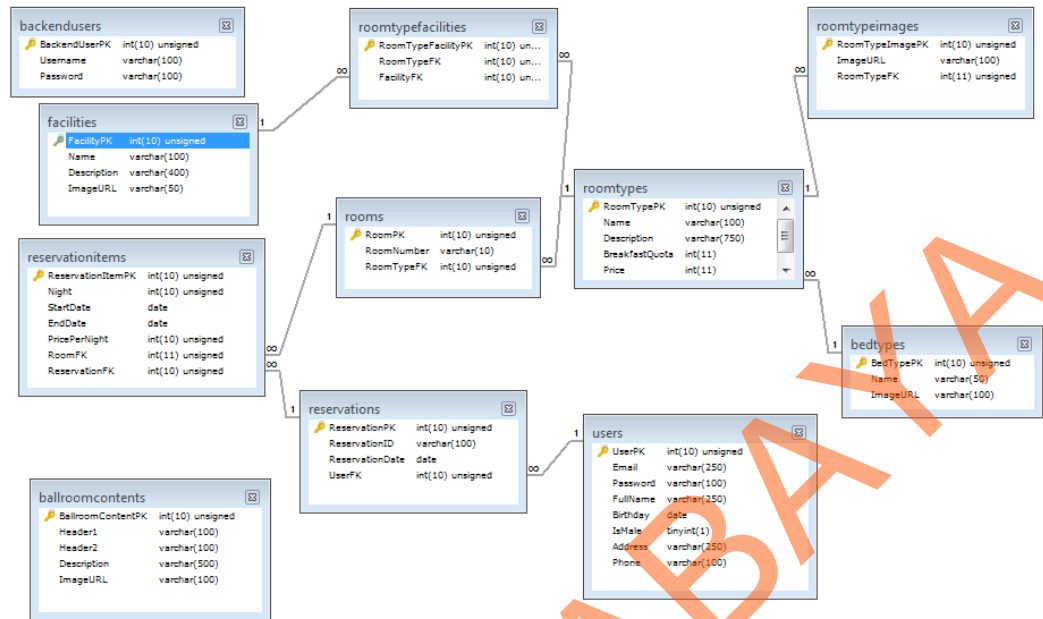 backendusers
BackendUserPK int(10) unsigned
Username varchar(100)
Password varchar(100)
roomtypefacilities
RoomTypeFacilityPK int(10) un...
RoomTypeFK int(10) un...
FacilityFK int(10) un...
roomtypeimages
RoomTypeImagePK int(10) unsigned
ImageURL varchar(100)
RoomTypeFK int(11) unsigned
facilities
FacilityPK int(10) unsigned
Name varchar(100)
Description varchar(400)
ImageURL varchar(50)
1
∞
∞
∞
rooms
RoomPK int(10) unsigned
RoomNumber varchar(10)
RoomTypeFK int(10) unsigned
1
∞
roomtypes
RoomTypePK int(10) unsigned
Name varchar(100)
Description varchar(750)
BreakfastQuota int(11)
Price int(11)
1
1
∞
reservationitems
ReservationItemPK int(10) unsigned
Night int(10) unsigned
StartDate date
EndDate date
PricePerNight int(10) unsigned
RoomFK int(11) unsigned
ReservationFK int(10) unsigned
∞
∞
bedtypes
BedTypePK int(10) unsigned
Name varchar(50)
ImageURL varchar(100)
1
reservations
ReservationPK int(10) unsigned
ReservationID varchar(100)
ReservationDate date
UserFK int(10) unsigned
1
∞
users
UserPK int(10) unsigned
Email varchar(250)
Password varchar(100)
FullName varchar(250)
Birthday date
IsMale tinyint(1)
Address varchar(250)
Phone varchar(100)
1
ballroomcontents
BallroomContentPK int(10) unsigned
Header1 varchar(100)
Header2 varchar(100)
Description varchar(500)
ImageURL varchar(100)
ABAYA